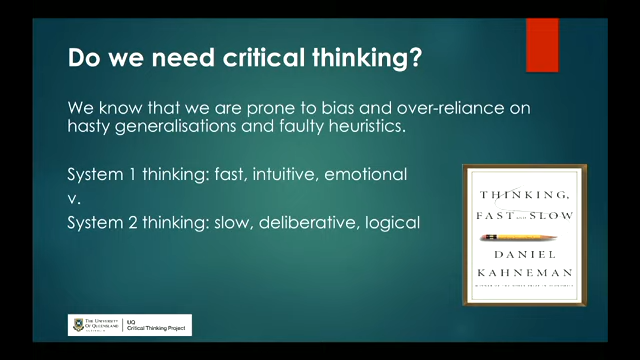 Do we need critical thinking?
We know that we are prone to bias and over-reliance on
hasty generalisations and faulty heuristics.
System 1 thinking: fast, intuitive, emotional
v.
System 2 thinking: slow, deliberative, logical
THINKING,
FAST AND SLOW
DANIEL
KAHNEMAN
THE UNIVERSITY
OF QUEENSLAND
AUSTRALIA
UQ
Critical Thinking Project